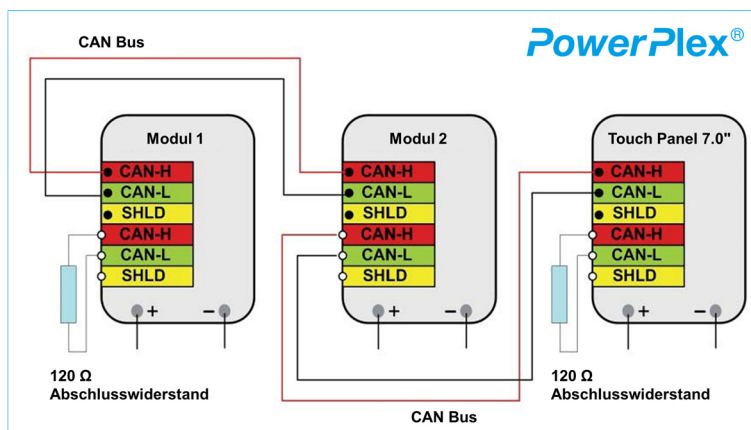 CAN Bus
PowerPlex®
Modul 1
CAN-H
CAN-L
SHLD
CAN-H
CAN-L
SHLD
+ –
Modul 2
CAN-H
CAN-L
SHLD
CAN-H
CAN-L
SHLD
+ –
Touch Panel 7.0"
CAN-H
CAN-L
SHLD
CAN-H
CAN-L
SHLD
+ –
120 Ω
Abschlusswiderstand
CAN Bus
120 Ω
Abschlusswiderstand